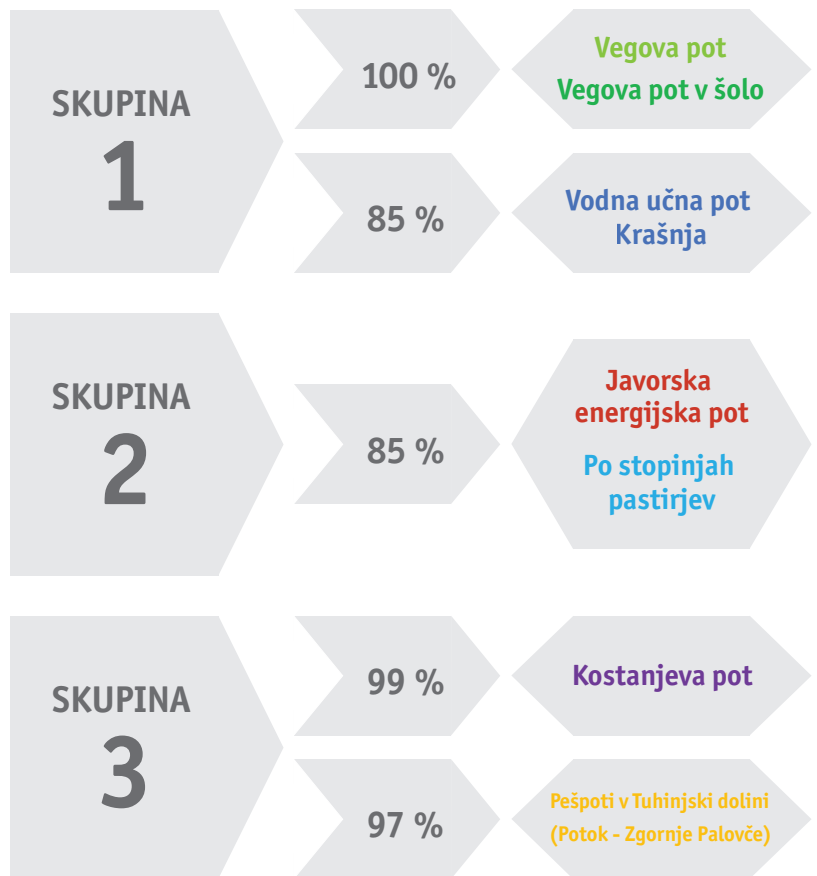 SKUPINA
1
100 %
Vegova pot
Vegova pot v šolo
85 %
Vodna učna pot
Krašnja
SKUPINA
2
85 %
Javorska
energijska pot
Po stopinjah
pastirjev
SKUPINA
3
99 %
Kostanjeva pot
97 %
Pešpoti v Tuhinjski dolini
(Potok - Zgornje Palovče)